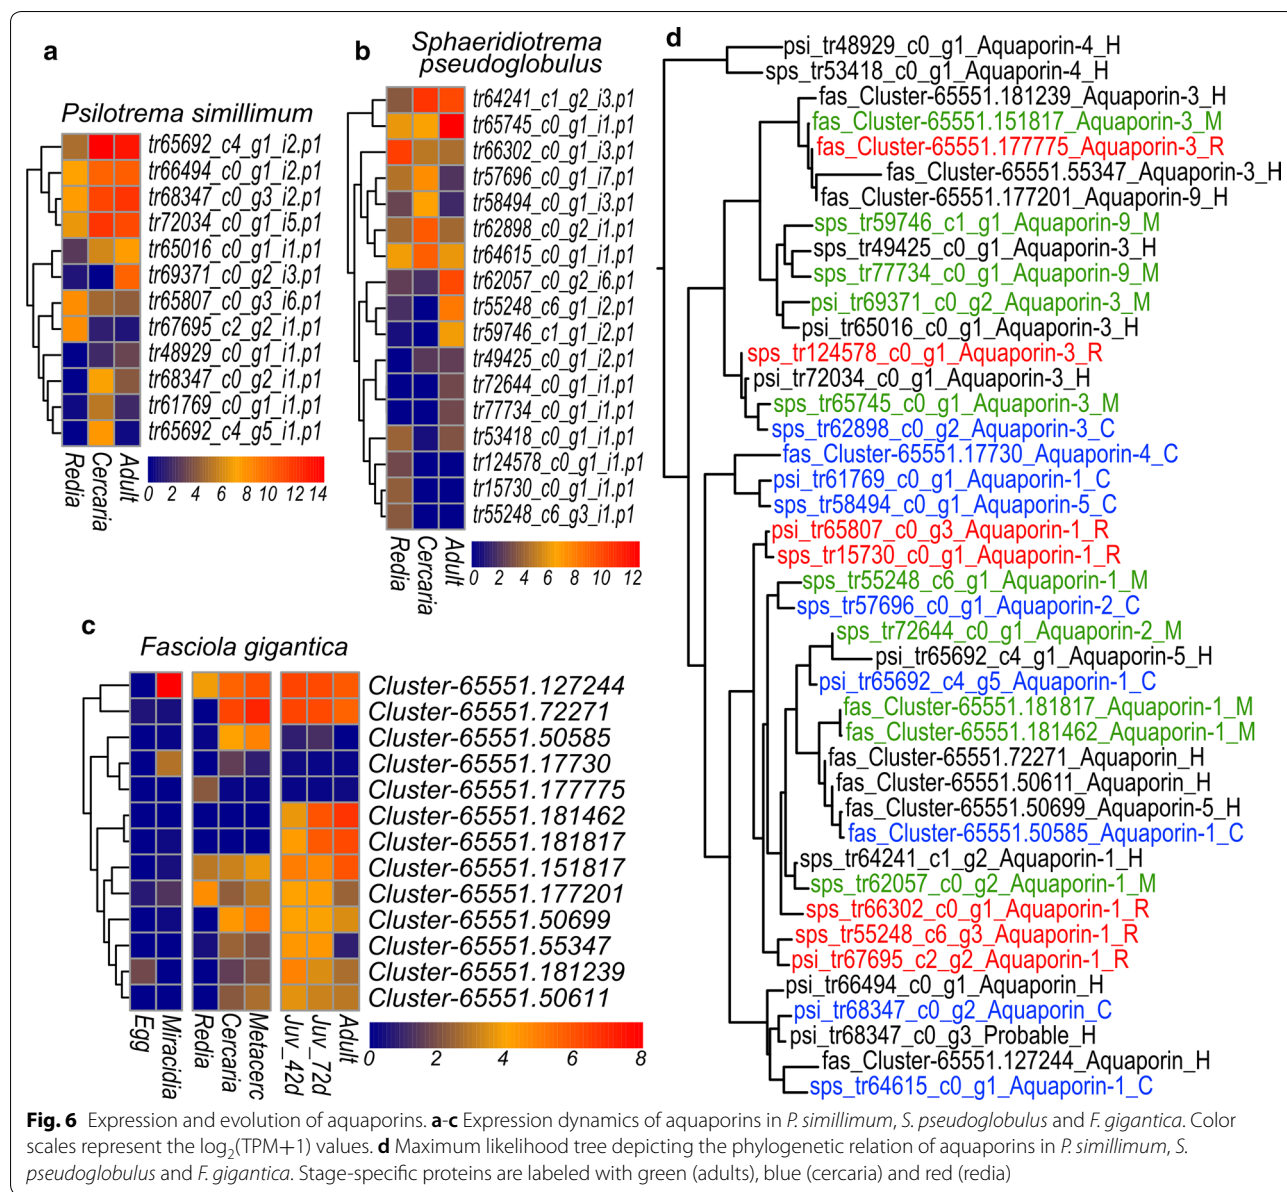 a
Psilotrema simillimum
tr65692_c4_g1_i2.p1
tr66494_c0_g1_i2.p1
tr68347_c0_g3_i2.p1
tr72034_c0_g1_i5.p1
tr65016_c0_g1_i1.p1
tr69371_c0_g2_i3.p1
tr65807_c0_g3_i6.p1
tr67695_c2_g2_i1.p1
tr48929_c0_g1_i1.p1
tr68347_c0_g2_i1.p1
tr61769_c0_g1_i1.p1
tr65692_c4_g5_i1.p1
Redia
Cercaria
Adult
0 2 4 6 8 10 12 14
b
Sphaeridiotrema
pseudoglobulus
tr64241_c1_g2_i3.p1
tr65745_c0_g1_i1.p1
tr66302_c0_g1_i3.p1
tr57696_c0_g1_i7.p1
tr58494_c0_g1_i3.p1
tr62898_c0_g2_i1.p1
tr64615_c0_g1_i1.p1
tr62057_c0_g2_i6.p1
tr55248_c6_g1_i2.p1
tr59746_c1_g1_i2.p1
tr49425_c0_g1_i2.p1
tr72644_c0_g1_i1.p1
tr77734_c0_g1_i1.p1
tr53418_c0_g1_i1.p1
tr124578_c0_g1_i1.p1
tr15730_c0_g1_i1.p1
tr55248_c6_g3_i1.p1
Redia
Cercaria
Adult
0 2 4 6 8 10 12
c
Fasciola gigantica
Cluster-65551.127244
Cluster-65551.72271
Cluster-65551.50585
Cluster-65551.17730
Cluster-65551.177775
Cluster-65551.181462
Cluster-65551.181817
Cluster-65551.151817
Cluster-65551.177201
Cluster-65551.50699
Cluster-65551.55347
Cluster-65551.181239
Cluster-65551.50611
Egg
Miracidia
Redia
Cercaria
Metacerc
Juv_42d
Juv_72d
Adult
0 2 4 6 8
d
psi_tr48929_c0_g1_Aquaporin-4_H
sps_tr53418_c0_g1_Aquaporin-4_H
fas_Cluster-65551.181239_Aquaporin-3_H
fas_Cluster-65551.151817_Aquaporin-3_M
fas_Cluster-65551.177775_Aquaporin-3_R
fas_Cluster-65551.55347_Aquaporin-3_H
fas_Cluster-65551.177201_Aquaporin-9_H
sps_tr59746_c1_g1_Aquaporin-9_M
sps_tr49425_c0_g1_Aquaporin-3_H
sps_tr77734_c0_g1_Aquaporin-9_M
psi_tr69371_c0_g2_Aquaporin-3_M
psi_tr65016_c0_g1_Aquaporin-3_H
sps_tr124578_c0_g1_Aquaporin-3_R
psi_tr72034_c0_g1_Aquaporin-3_H
sps_tr65745_c0_g1_Aquaporin-3_M
sps_tr62898_c0_g2_Aquaporin-3_C
fas_Cluster-65551.17730_Aquaporin-4_C
psi_tr61769_c0_g1_Aquaporin-1_C
sps_tr58494_c0_g1_Aquaporin-5_C
psi_tr65807_c0_g3_Aquaporin-1_R
sps_tr15730_c0_g1_Aquaporin-1_R
sps_tr55248_c6_g1_Aquaporin-1_M
sps_tr57696_c0_g1_Aquaporin-2_C
sps_tr72644_c0_g1_Aquaporin-2_M
psi_tr65692_c4_g1_Aquaporin-5_H
psi_tr65692_c4_g5_Aquaporin-1_C
fas_Cluster-65551.181817_Aquaporin-1_M
fas_Cluster-65551.181462_Aquaporin-1_M
fas_Cluster-65551.72271_Aquaporin_H
fas_Cluster-65551.50611_Aquaporin_H
fas_Cluster-65551.50699_Aquaporin-5_H
fas_Cluster-65551.50585_Aquaporin-1_C
sps_tr64241_c1_g2_Aquaporin-1_H
sps_tr62057_c0_g2_Aquaporin-1_M
sps_tr66302_c0_g1_Aquaporin-1_R
sps_tr55248_c6_g3_Aquaporin-1_R
psi_tr67695_c2_g2_Aquaporin-1_R
psi_tr66494_c0_g1_Aquaporin_H
psi_tr68347_c0_g2_Aquaporin_C
psi_tr68347_c0_g3_Probable_H
fas_Cluster-65551.127244_Aquaporin_H
sps_tr64615_c0_g1_Aquaporin-1_C
Fig. 6 Expression and evolution of aquaporins. a-c Expression dynamics of aquaporins in P. simillimum, S. pseudoglobulus and F. gigantica. Color
scales represent the log2(TPM+1) values. d Maximum likelihood tree depicting the phylogenetic relation of aquaporins in P. simillimum, S.
pseudoglobulus and F. gigantica. Stage-specific proteins are labeled with green (adults), blue (cercaria) and red (redia)